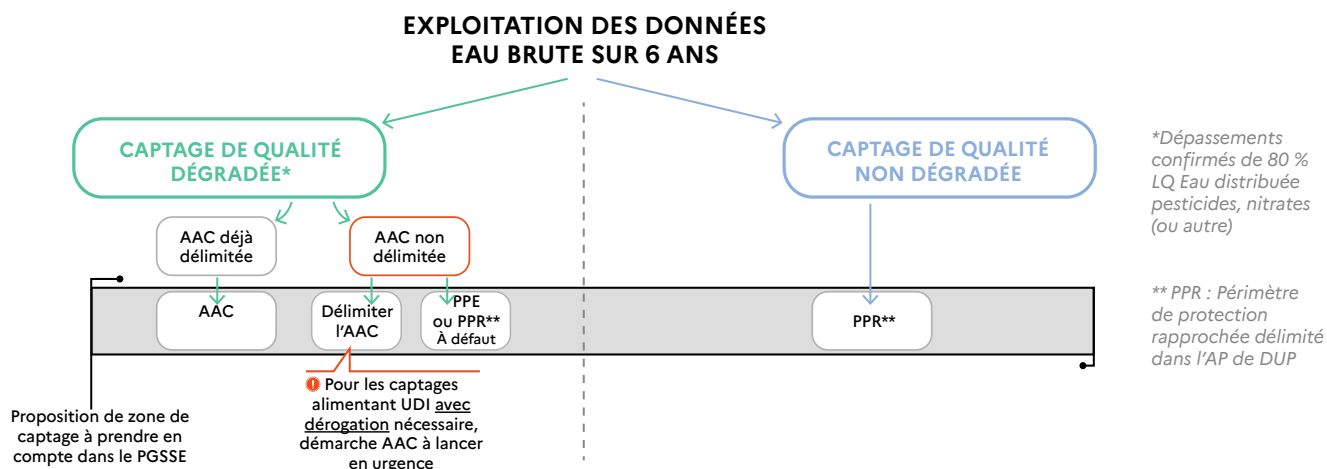 EXPLOITATION DES DONNÉES
EAU BRUTE SUR 6 ANS
CAPTAGE DE QUALITÉ
DÉGRADÉE*
CAPTAGE DE QUALITÉ
NON DÉGRADÉE
*Dépassements
confirmés de 80 %
LQ Eau distribuée
pesticides, nitrates
(ou autre)
AAC déjà
délimitée
AAC non
délimitée
AAC
Délimiter
l'AAC
PPE
ou PPR**
À défaut
PPR**
** PPR : Périmètre
de protection
rapprochée délimité
dans l'AP de DUP
Proposition de zone de
captage à prendre en
compte dans le PGSSE
! Pour les captages
alimentant UDI avec
dérogation nécessaire,
démarche AAC à lancer
en urgence